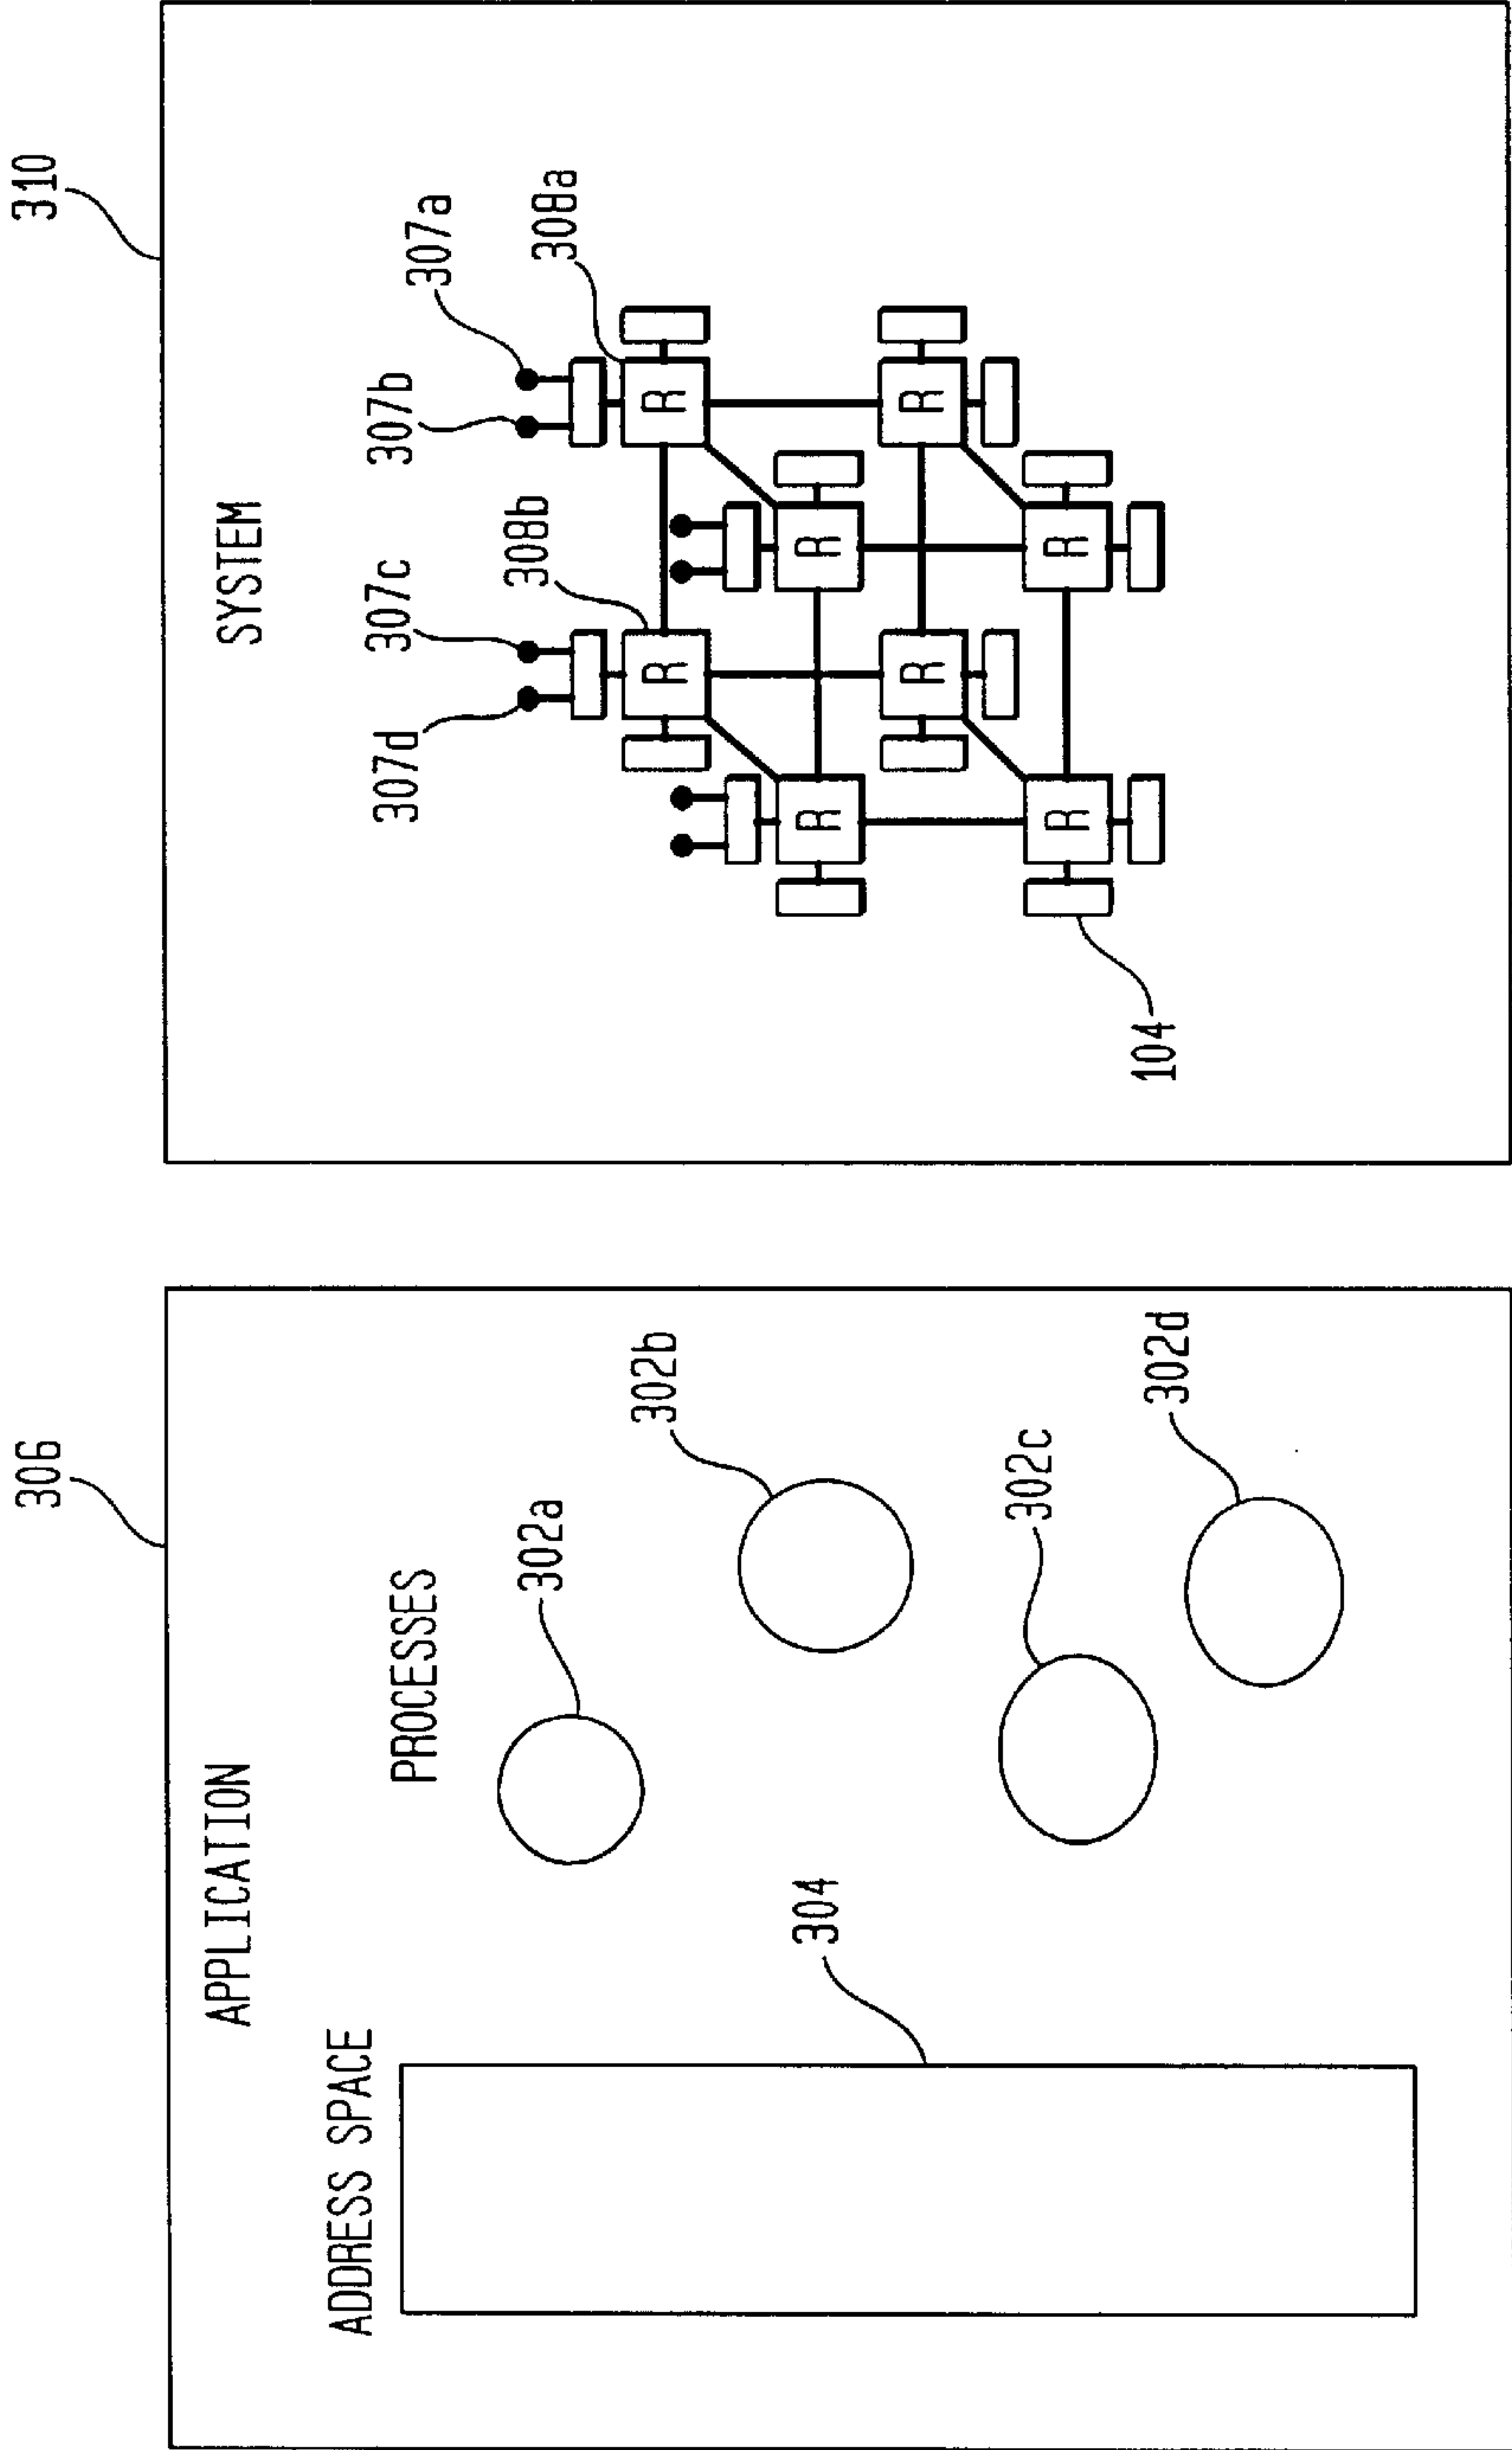 306
APPLICATION
ADDRESS SPACE
304
PROCESSES
302a
302b
302c
302d
310
SYSTEM
307d
307c
307b
307a
308b
308a
R
R
R
R
R
R
R
R
104